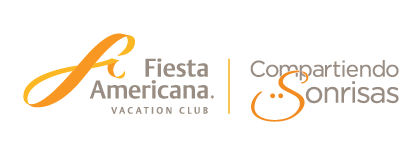 Fiesta
Americana.
VACATION CLUB
Compartiendo
Sonrisas